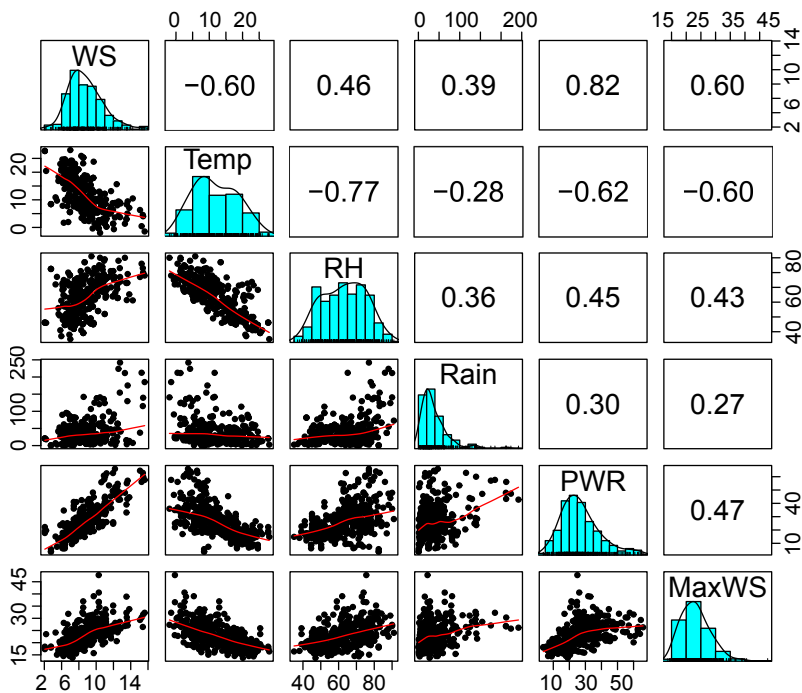 0 10 20 0 100 200 15 25 35 45
WS −0.60 0.46 0.39 0.82 0.60 2 6 10 14
0 10 20 Temp −0.77 −0.28 −0.62 −0.60
RH 0.36 0.45 0.43 40 60 80
0 100 250 Rain 0.30 0.27
PWR 0.47 10 40
15 30 45 MaxWS
2 6 10 14 40 60 80 10 30 50